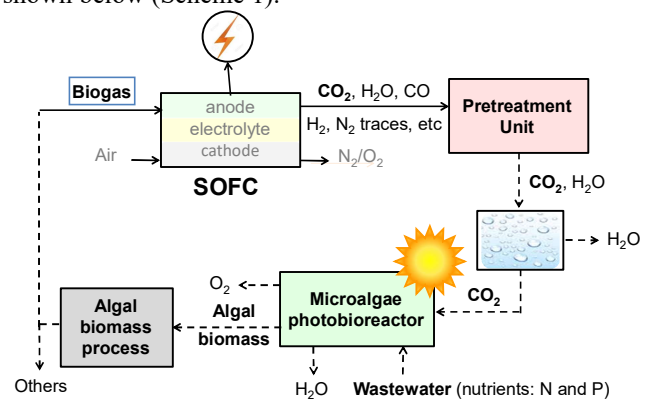 shown below (Scheme 1).
Biogas
Air
anode
electrolyte
cathode
SOFC
CO2, H2O, CO
H2, N2 traces, etc
N2/O2
Pretreatment
Unit
CO2, H2O
H2O
CO2
O2
Microalgae
photobioreactor
Algal
biomass
Algal
biomass
process
Others
H2O
Wastewater (nutrients: N and P)